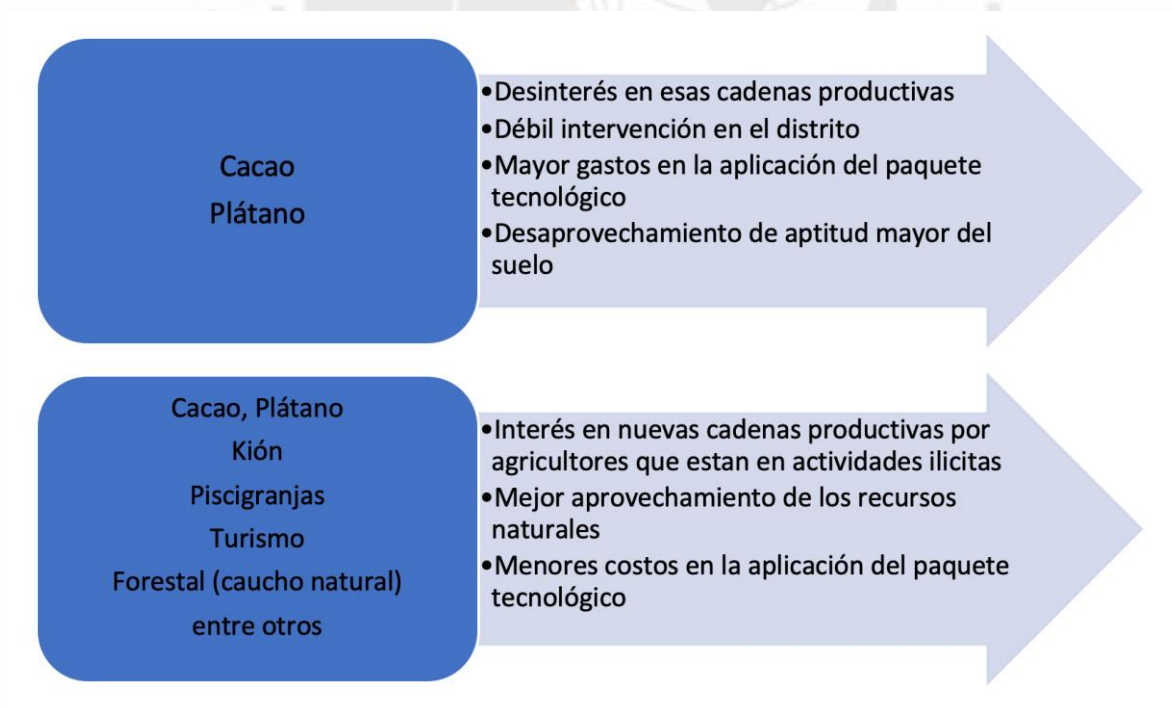 Cacao
Plátano
•Desinterés en esas cadenas productivas
•Débil intervención en el distrito
•Mayor gastos en la aplicación del paquete
tecnológico
•Desaprovechamiento de aptitud mayor del
suelo
Cacao, Plátano
Kión
Piscigranjas
Turismo
Forestal (caucho natural)
entre otros
•Interés en nuevas cadenas productivas por
agricultores que estan en actividades ilicitas
•Mejor aprovechamiento de los recursos
naturales
•Menores costos en la aplicación del paquete
tecnológico